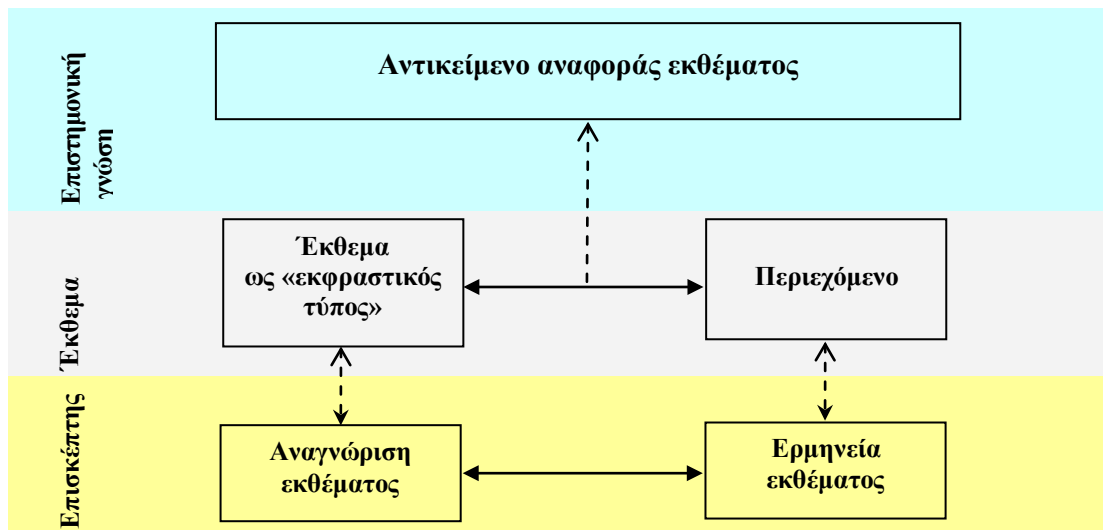 Επιστημονική
γνώση
Αντικείμενο αναφοράς εκθέματος
Έκθεμα
Έκθεμα
ως «εκφραστικός
τύπος»
Περιεχόμενο
Επισκέπτης
Αναγνώριση
εκθέματος
Ερμηνεία
εκθέματος